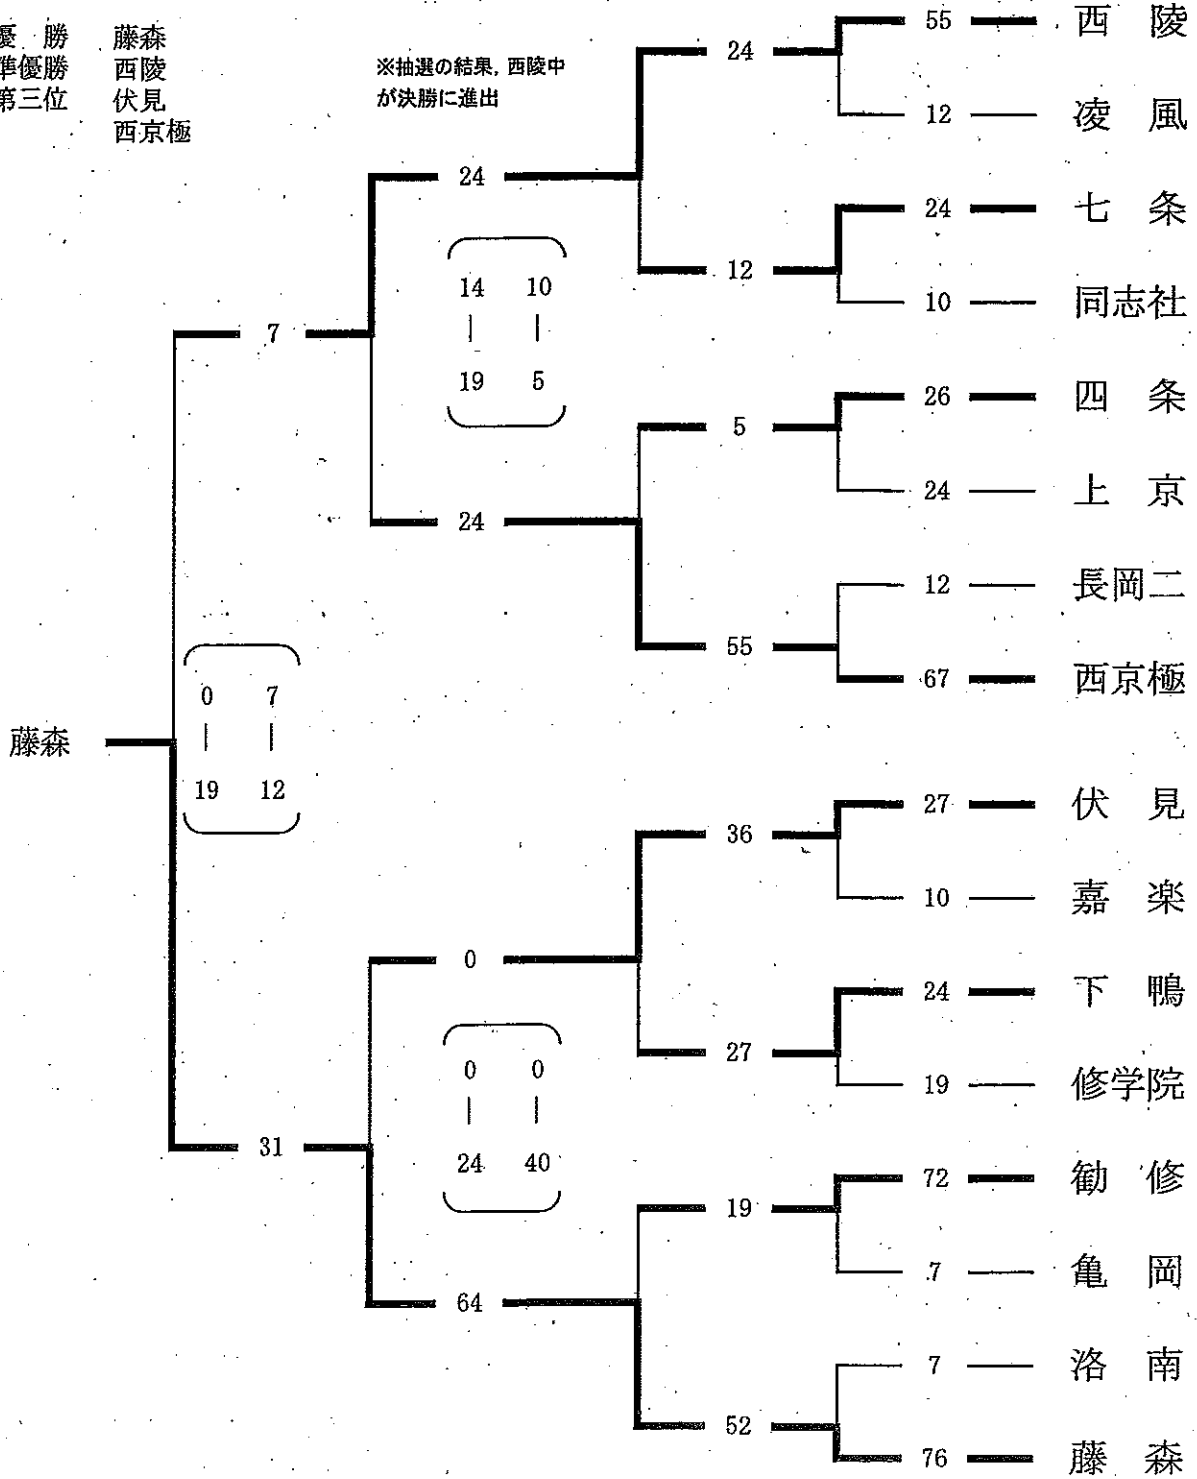 優　勝　藤森
準優勝　西陵
第三位　伏見
西京極
※抽選の結果, 西陵中
が決勝に進出
55　西　陵
24
12　凌　風
24
24　七　条
12
10　同志社
14　10
|　|
19　5
7
26　四　条
5
24　上　京
24
12　長岡二
55
67　西京極
0　7
|　|
19　12
藤森
27　伏　見
36
10　嘉　楽
0
24　下　鴨
27
19　修学院
0　0
|　|
24　40
31
72　勧　修
19
7　亀　岡
64
7　洛　南
52
76　藤　森